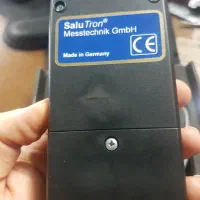 SaluTron®
Messtechnik GmbH
Made in Germany
CE